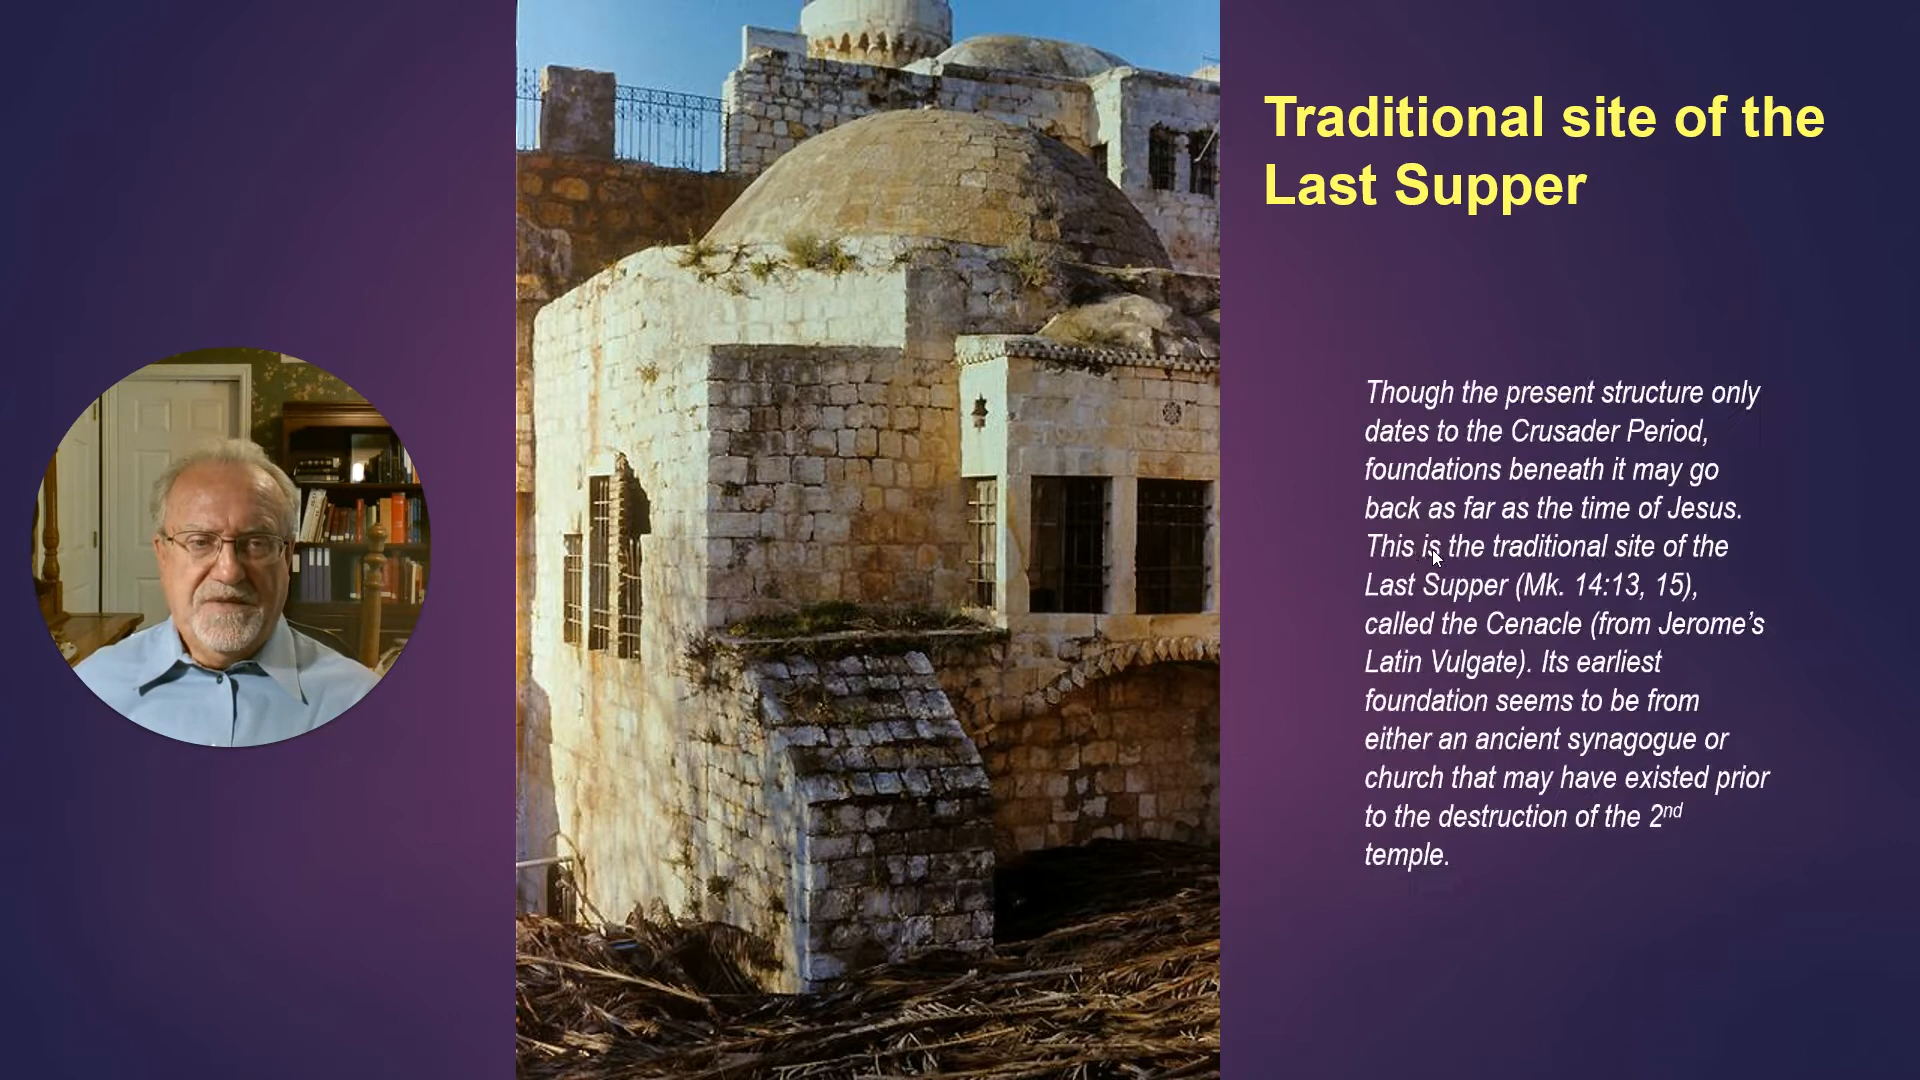 Traditional site of the
Last Supper
Though the present structure only
dates to the Crusader Period,
foundations beneath it may go
back as far as the time of Jesus.
This is the traditional site of the
Last Supper (Mk. 14:13, 15),
called the Cenacle (from Jerome’s
Latin Vulgate). Its earliest
foundation seems to be from
either an ancient synagogue or
church that may have existed prior
to the destruction of the 2nd
temple.